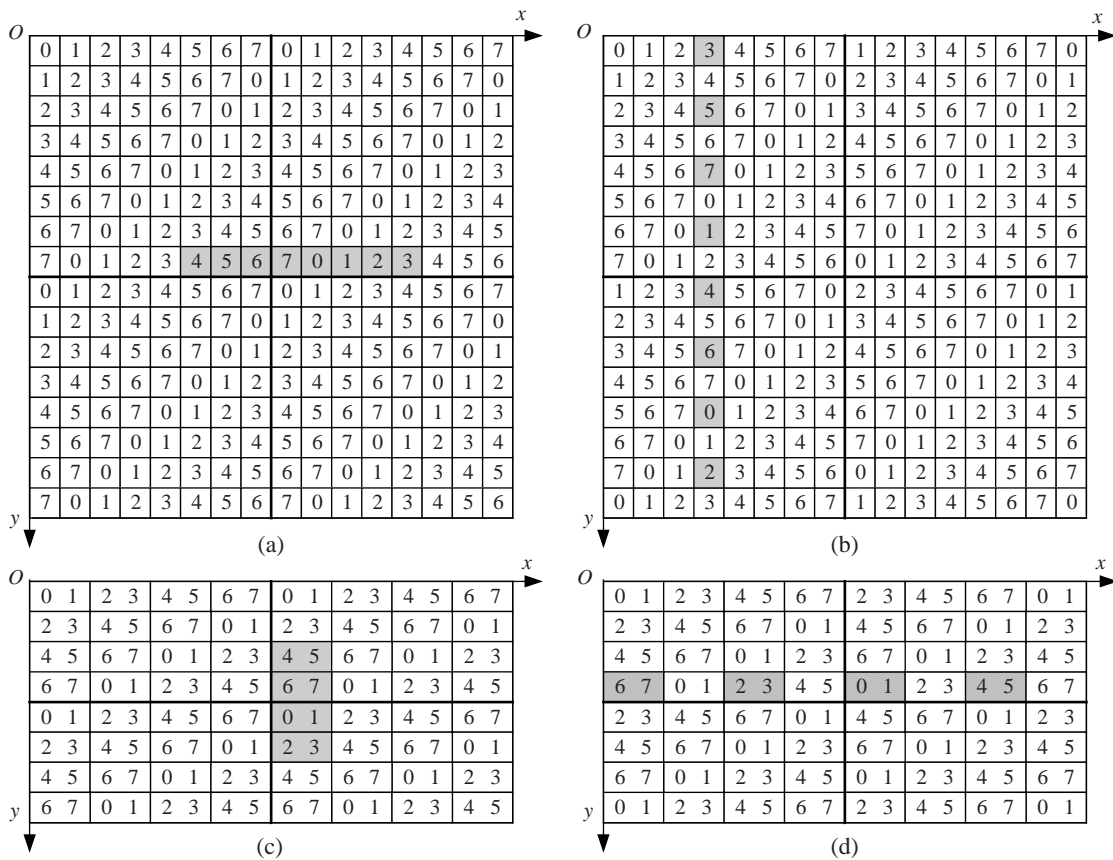 x
O
0 1 2 3 4 5 6 7 0 1 2 3 4 5 6 7
1 2 3 4 5 6 7 0 1 2 3 4 5 6 7 0
2 3 4 5 6 7 0 1 2 3 4 5 6 7 0 1
3 4 5 6 7 0 1 2 3 4 5 6 7 0 1 2
4 5 6 7 0 1 2 3 4 5 6 7 0 1 2 3
5 6 7 0 1 2 3 4 5 6 7 0 1 2 3 4
6 7 0 1 2 3 4 5 6 7 0 1 2 3 4 5
7 0 1 2 3 4 5 6 7 0 1 2 3 4 5 6
0 1 2 3 4 5 6 7 0 1 2 3 4 5 6 7
1 2 3 4 5 6 7 0 1 2 3 4 5 6 7 0
2 3 4 5 6 7 0 1 2 3 4 5 6 7 0 1
3 4 5 6 7 0 1 2 3 4 5 6 7 0 1 2
4 5 6 7 0 1 2 3 4 5 6 7 0 1 2 3
5 6 7 0 1 2 3 4 5 6 7 0 1 2 3 4
6 7 0 1 2 3 4 5 6 7 0 1 2 3 4 5
7 0 1 2 3 4 5 6 7 0 1 2 3 4 5 6
y
(a)
x
O
0 1 2 3 4 5 6 7 1 2 3 4 5 6 7 0
1 2 3 4 5 6 7 0 2 3 4 5 6 7 0 1
2 3 4 5 6 7 0 1 3 4 5 6 7 0 1 2
3 4 5 6 7 0 1 2 4 5 6 7 0 1 2 3
4 5 6 7 0 1 2 3 5 6 7 0 1 2 3 4
5 6 7 0 1 2 3 4 6 7 0 1 2 3 4 5
6 7 0 1 2 3 4 5 7 0 1 2 3 4 5 6
7 0 1 2 3 4 5 6 0 1 2 3 4 5 6 7
1 2 3 4 5 6 7 0 2 3 4 5 6 7 0 1
2 3 4 5 6 7 0 1 3 4 5 6 7 0 1 2
3 4 5 6 7 0 1 2 4 5 6 7 0 1 2 3
4 5 6 7 0 1 2 3 5 6 7 0 1 2 3 4
5 6 7 0 1 2 3 4 6 7 0 1 2 3 4 5
6 7 0 1 2 3 4 5 7 0 1 2 3 4 5 6
7 0 1 2 3 4 5 6 0 1 2 3 4 5 6 7
0 1 2 3 4 5 6 7 1 2 3 4 5 6 7 0
y
(b)
x
O
0 1 2 3 4 5 6 7 0 1 2 3 4 5 6 7
2 3 4 5 6 7 0 1 2 3 4 5 6 7 0 1
4 5 6 7 0 1 2 3 4 5 6 7 0 1 2 3
6 7 0 1 2 3 4 5 6 7 0 1 2 3 4 5
0 1 2 3 4 5 6 7 0 1 2 3 4 5 6 7
2 3 4 5 6 7 0 1 2 3 4 5 6 7 0 1
4 5 6 7 0 1 2 3 4 5 6 7 0 1 2 3
6 7 0 1 2 3 4 5 6 7 0 1 2 3 4 5
y
(c)
x
O
0 1 2 3 4 5 6 7 2 3 4 5 6 7 0 1
2 3 4 5 6 7 0 1 4 5 6 7 0 1 2 3
4 5 6 7 0 1 2 3 6 7 0 1 2 3 4 5
6 7 0 1 2 3 4 5 0 1 2 3 4 5 6 7
2 3 4 5 6 7 0 1 4 5 6 7 0 1 2 3
4 5 6 7 0 1 2 3 6 7 0 1 2 3 4 5
6 7 0 1 2 3 4 5 0 1 2 3 4 5 6 7
0 1 2 3 4 5 6 7 2 3 4 5 6 7 0 1
y
(d)